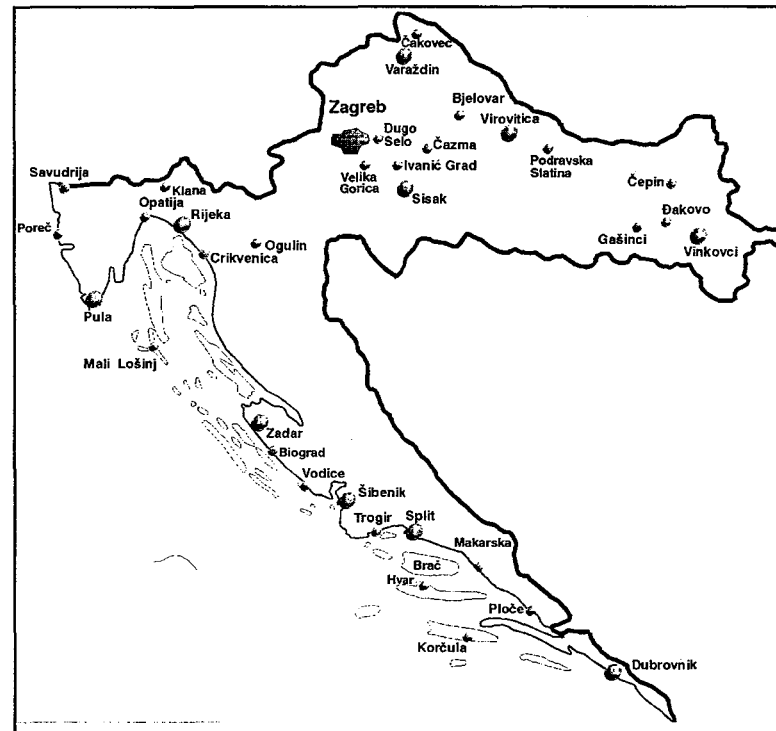 Čakovec
Varaždin
Bjelovar
Zagreb
Virovitica
Dugo
Selo
Čazma
Podravska
Slatina
Ivanić Grad
Velika
Gorica
Savudrija
Klana
Sisak
Čepin
Opatija
Rijeka
Đakovo
Poreč
Gašinci
Ogulin
Vinkovci
Crikvenica
Pula
Mali Lošinj
Zadar
Biograd
Vodice
Šibenik
Trogir
Split
Makarska
Brač
Hvar
Ploče
Korčula
Dubrovnik